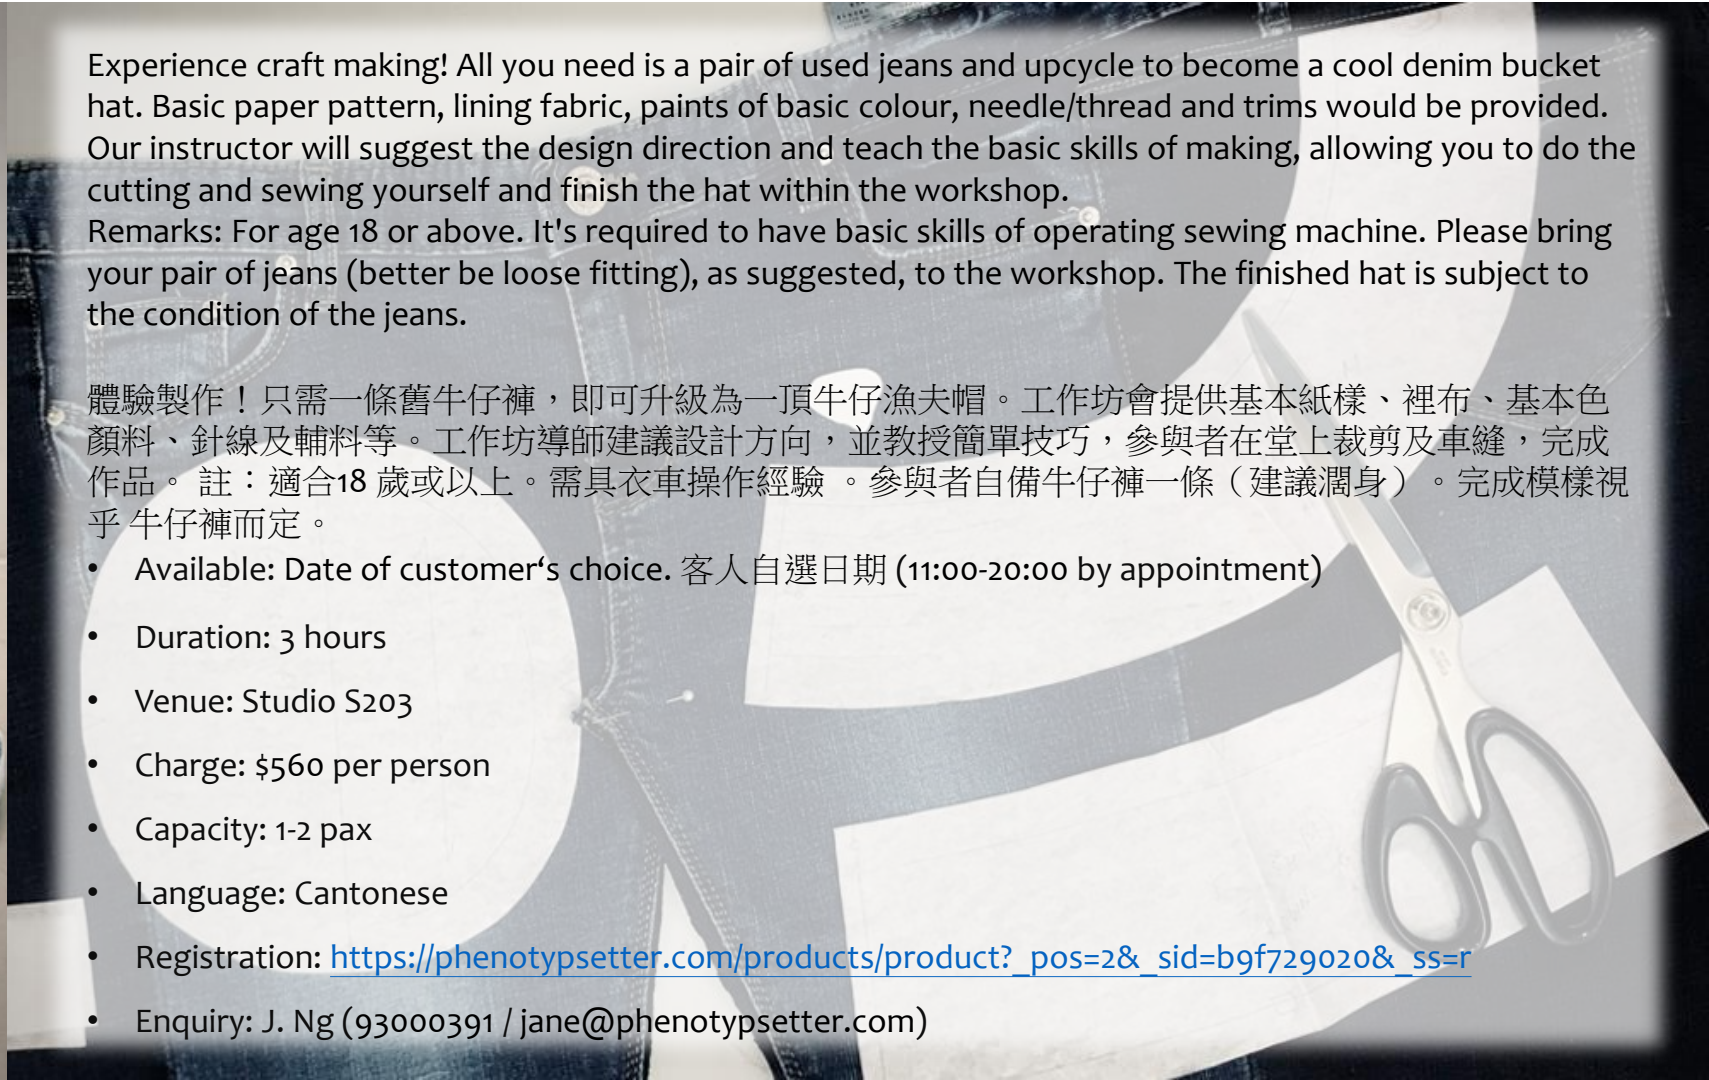 Experience craft making! All you need is a pair of used jeans and upcycle to become a cool denim bucket
hat. Basic paper pattern, lining fabric, paints of basic colour, needle/thread and trims would be provided.
Our instructor will suggest the design direction and teach the basic skills of making, allowing you to do the
cutting and sewing yourself and finish the hat within the workshop.
Remarks: For age 18 or above. It's required to have basic skills of operating sewing machine. Please bring
your pair of jeans (better be loose fitting), as suggested, to the workshop. The finished hat is subject to
the condition of the jeans.
體驗製作！只需一條舊牛仔褲，即可升級為一頂牛仔漁夫帽。工作坊會提供基本紙樣、裡布、基本色
顏料、針線及輔料等。工作坊導師建議設計方向，並教授簡單技巧，參與者在堂上裁剪及車縫，完成
作品。 註：適合18 歲或以上。需具衣車操作經驗 。參與者自備牛仔褲一條（建議濶身）。完成模樣視
乎 牛仔褲而定。
• Available: Date of customer‘s choice. 客人自選日期 (11:00-20:00 by appointment)
• Duration: 3 hours
• Venue: Studio S203
• Charge: $560 per person
• Capacity: 1-2 pax
• Language: Cantonese
• Registration: https://phenotypsetter.com/products/product?_pos=2&_sid=b9f729020&_ss=r
• Enquiry: J. Ng (93000391 / jane@phenotypsetter.com)